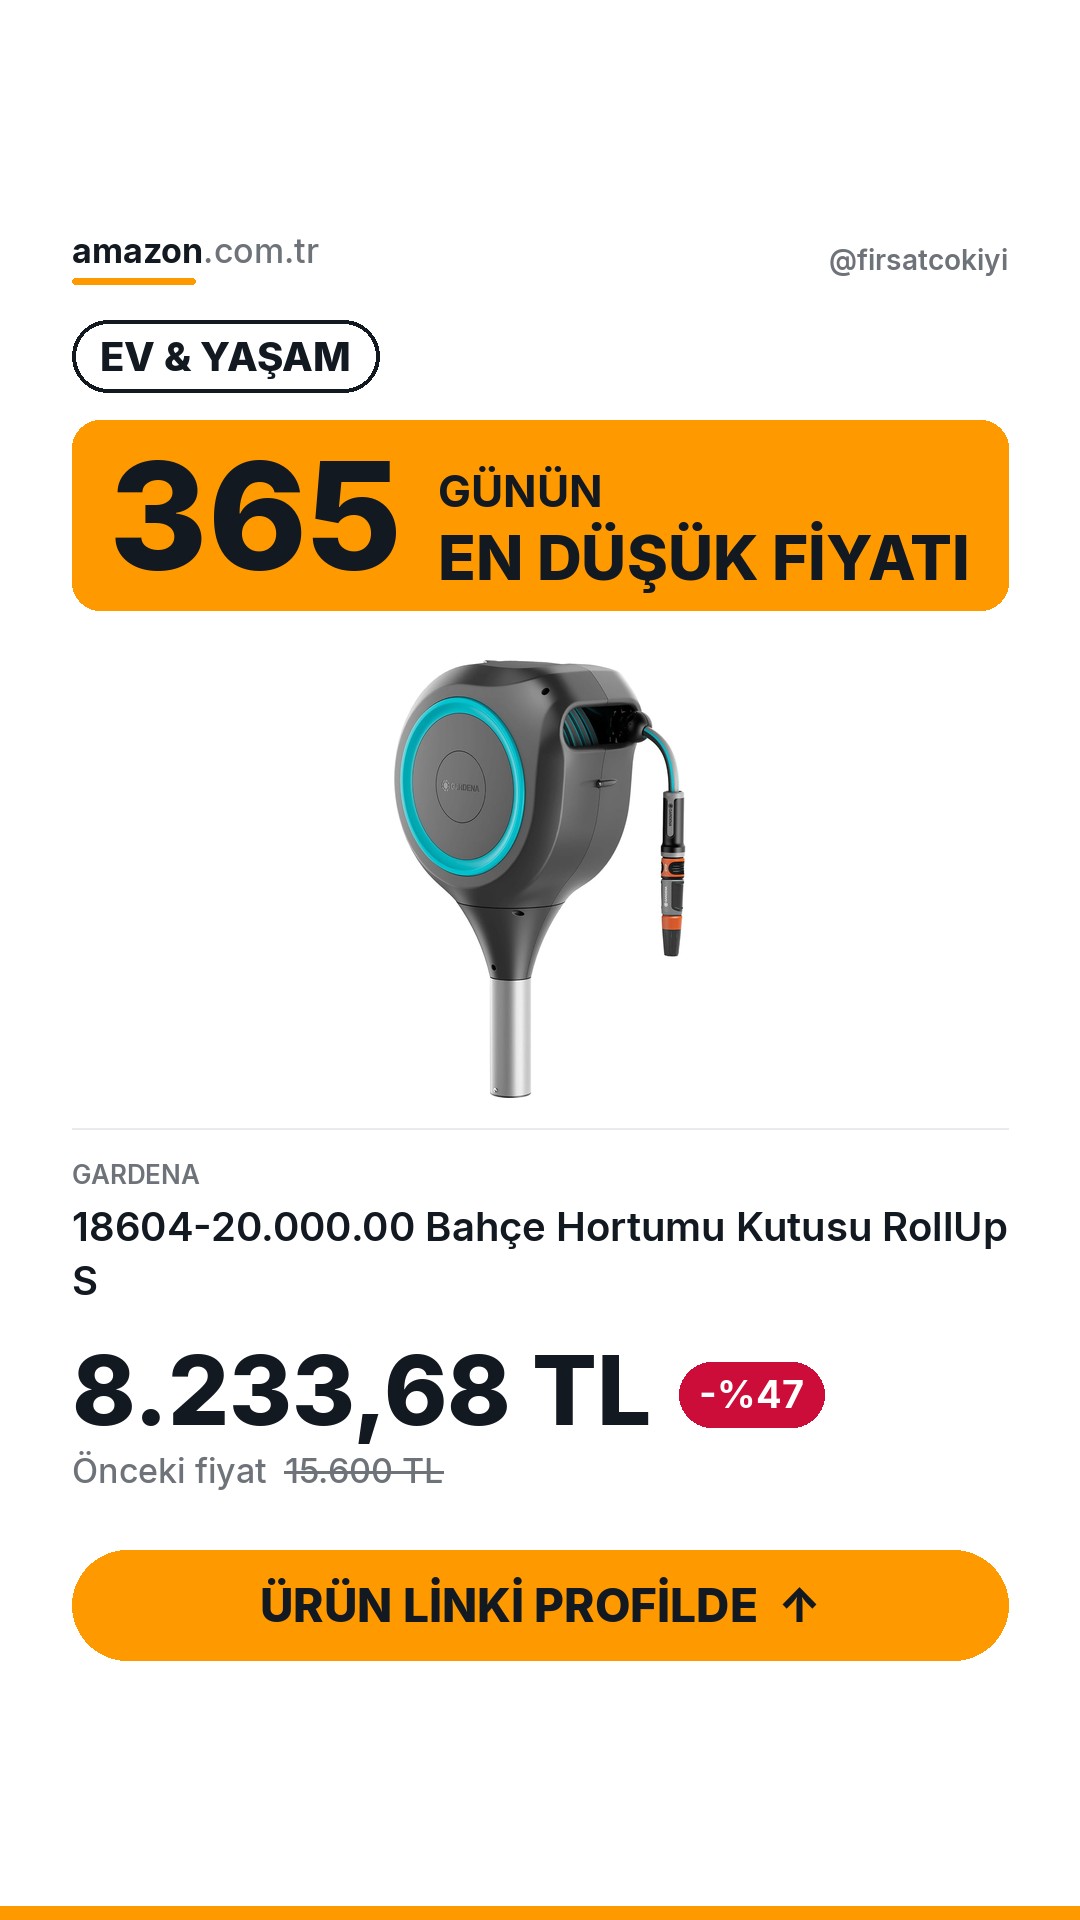 amazon.com.tr
@firsatcokiyi
EV & YAŞAM
365
GÜNÜN
EN DÜŞÜK FİYATI
GARDENA
GARDENA
18604-20.000.00 Bahçe Hortumu Kutusu RollUp
S
8.233,68 TL
-%47
Önceki fiyat 15.600 TL
ÜRÜN LİNKİ PROFİLDE ↑